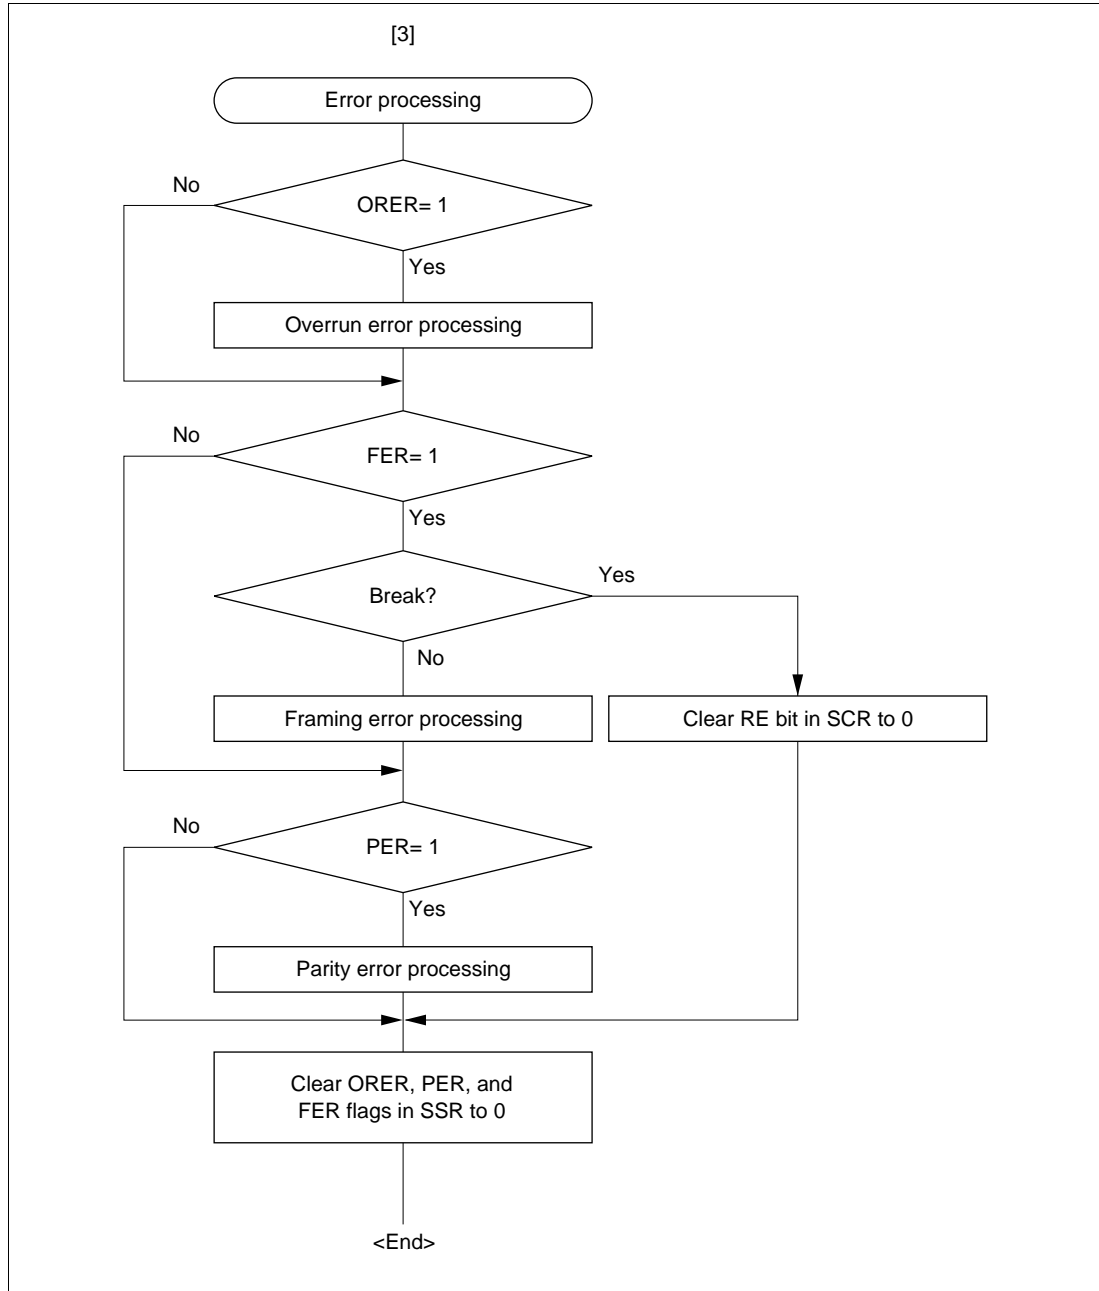 [3]
Error processing
No
ORER= 1
Yes
Overrun error processing
No
FER= 1
Yes
Yes
Break?
No
Framing error processing
Clear RE bit in SCR to 0
No
PER= 1
Yes
Parity error processing
Clear ORER, PER, and
FER flags in SSR to 0
<End>